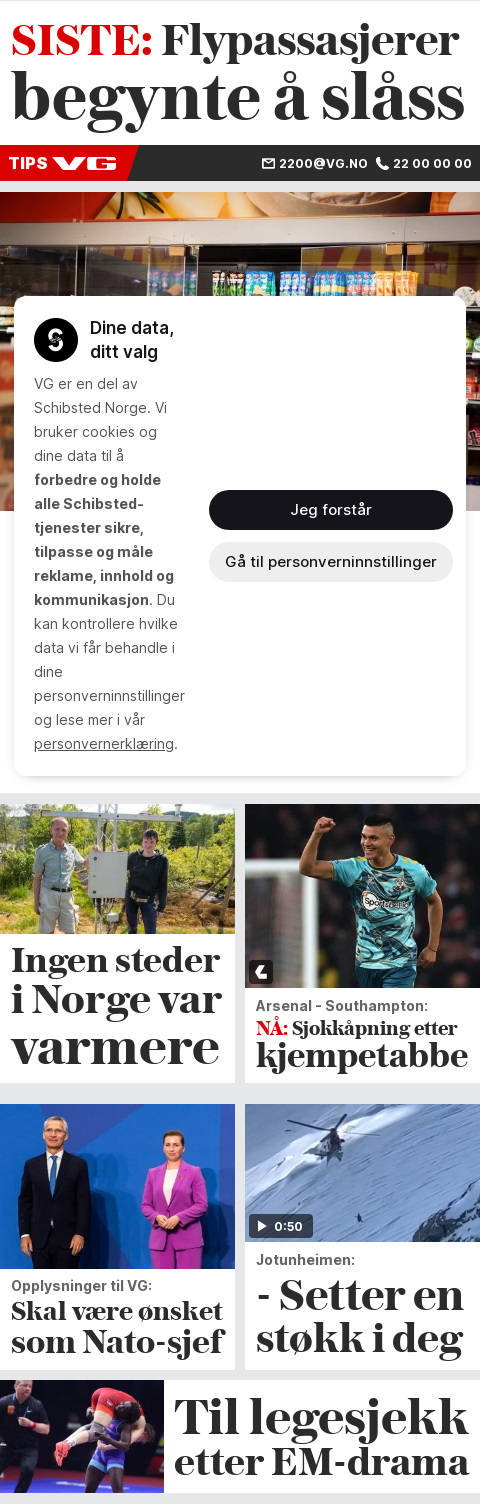 SISTE: Flypassasjerer
begynte å slåss
TIPS VG 2200@VG.NO 22 00 00 00
Dine data,
ditt valg
VG er en del av
Schibsted Norge. Vi
bruker cookies og
dine data til å
forbedre og holde
alle Schibsted-
tjenester sikre,
tilpasse og måle
reklame, innhold og
kommunikasjon. Du
kan kontrollere hvilke
data vi får behandle i
dine
personverninnstillinger
og lese mer i vår
personvernerklæring.
Jeg forstår
Gå til personverninnstillinger
Ingen steder
i Norge var
varmere
Arsenal - Southampton:
NÅ: Sjokkåpning etter
kjempetabbe
Opplysninger til VG:
Skal være ønsket
som Nato-sjef
0:50
Jotunheimen:
- Setter en
støkk i deg
Til legesjekk
etter EM-drama